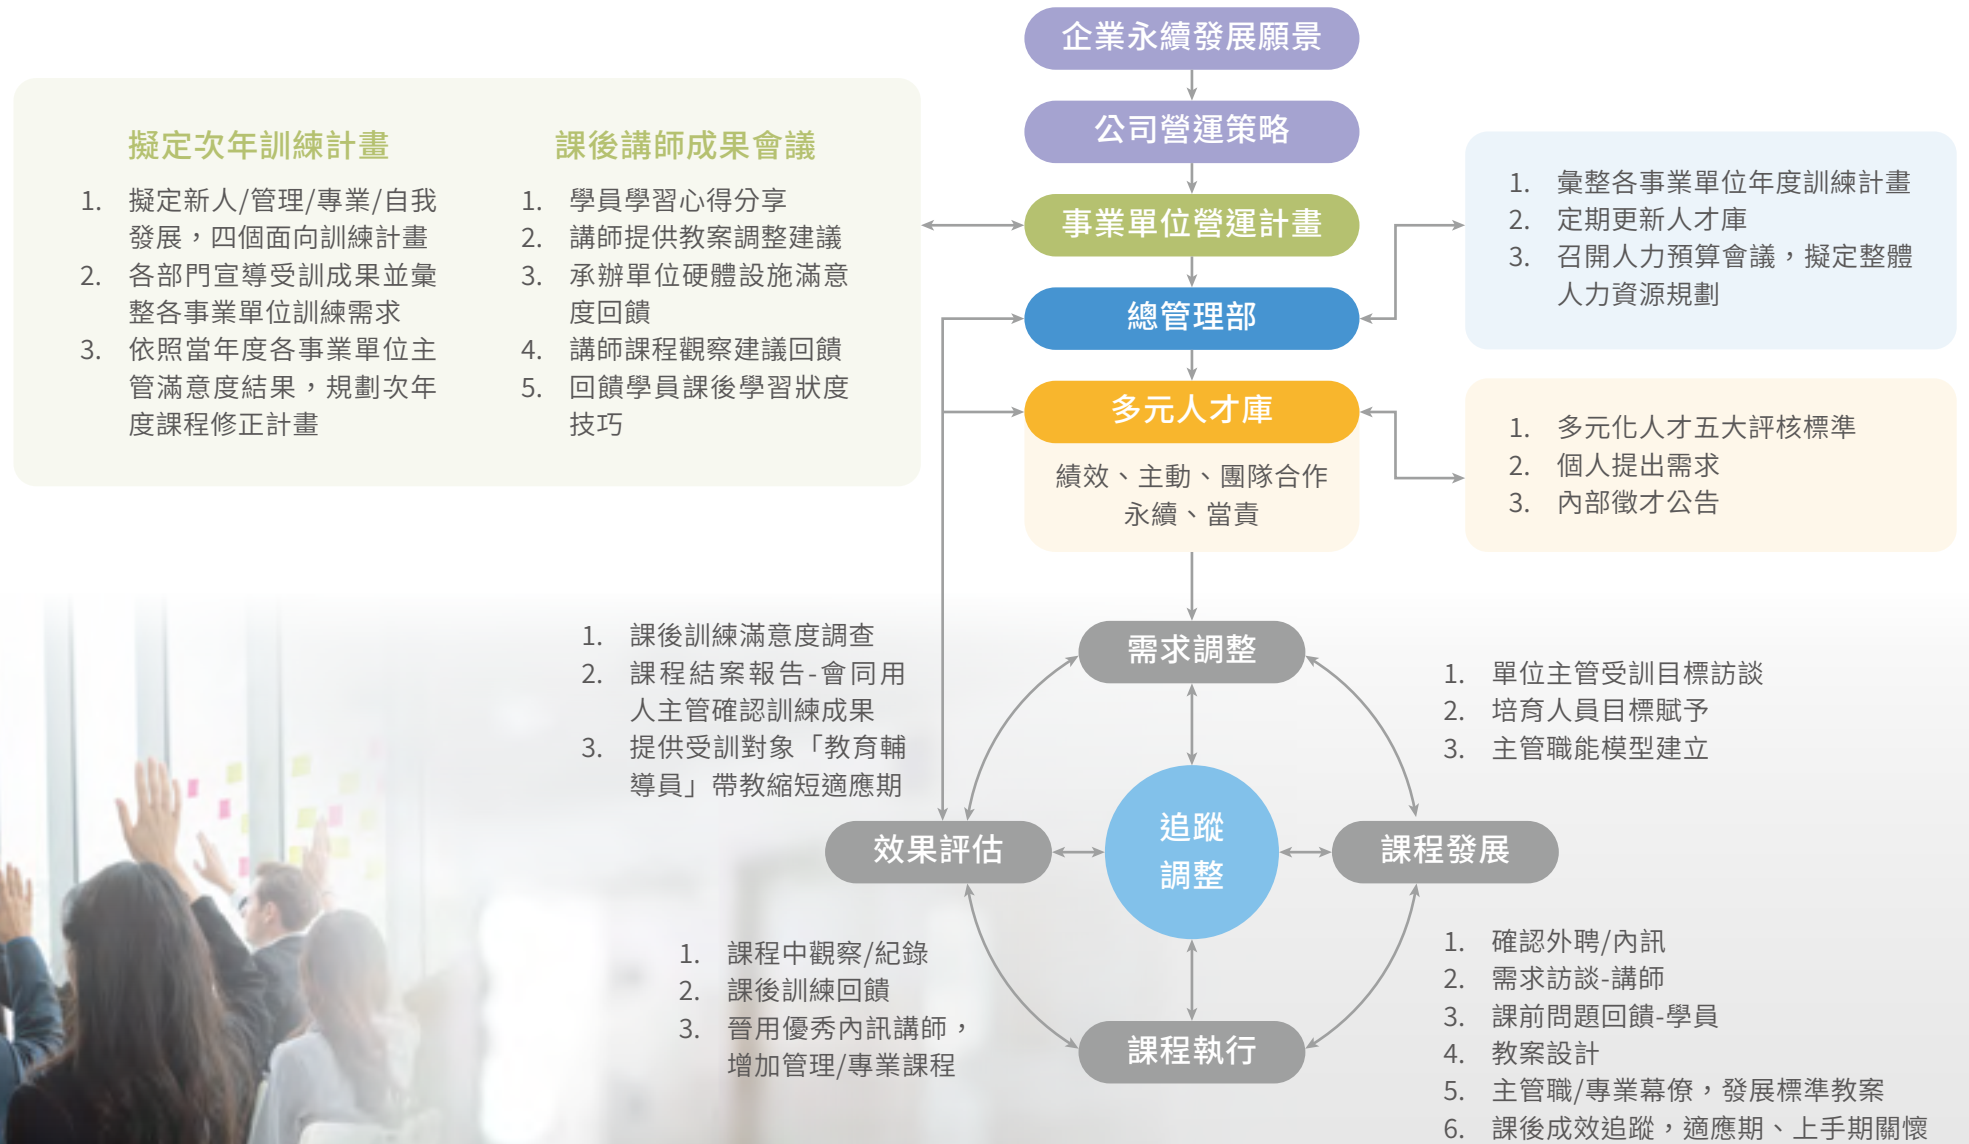 企業永續發展願景
公司營運策略
事業單位營運計畫
總管理部
多元人才庫
績效、主動、團隊合作
永續、當責
擬定次年訓練計畫
1. 擬定新人/管理/專業/自我
發展，四個面向訓練計畫
2. 各部門宣導受訓成果並彙
整各事業單位訓練需求
3. 依照當年度各事業單位主
管滿意度結果，規劃次年
度課程修正計畫
課後講師成果會議
1. 學員學習心得分享
2. 講師提供教案調整建議
3. 承辦單位硬體設施滿意
度回饋
4. 講師課程觀察建議回饋
5. 回饋學員課後學習狀度
技巧
1. 彙整各事業單位年度訓練計畫
2. 定期更新人才庫
3. 召開人力預算會議，擬定整體
人力資源規劃
1. 多元化人才五大評核標準
2. 個人提出需求
3. 內部徵才公告
需求調整
1. 課後訓練滿意度調查
2. 課程結案報告-會同用
人主管確認訓練成果
3. 提供受訓對象「教育輔
導員」帶教縮短適應期
1. 單位主管受訓目標訪談
2. 培育人員目標賦予
3. 主管職能模型建立
效果評估
追蹤
調整
課程發展
1. 課程中觀察/紀錄
2. 課後訓練回饋
3. 晉用優秀內訊講師，
增加管理/專業課程
課程執行
1. 確認外聘/內訊
2. 需求訪談-講師
3. 課前問題回饋-學員
4. 教案設計
5. 主管職/專業幕僚，發展標準教案
6. 課後成效追蹤，適應期、上手期關懷